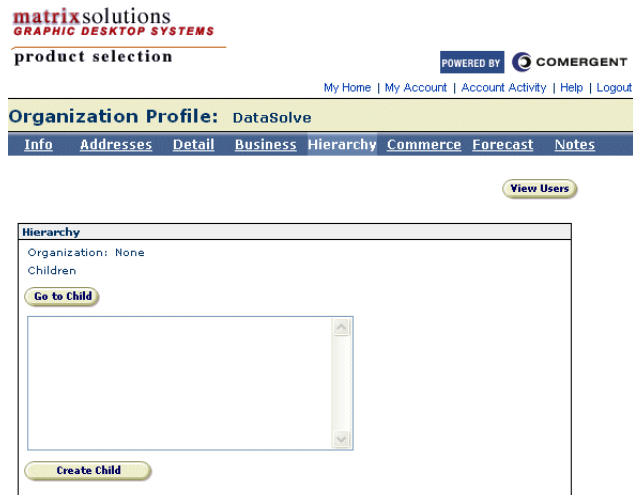 matrixsolutions
GRAPHIC DESKTOP SYSTEMS
product selection
POWERED BY COMERGENT
My Home | My Account | Account Activity | Help | Logout
Organization Profile: DataSolve
Info Addresses Detail Business Hierarchy Commerce Forecast Notes
View Users
Hierarchy
Organization: None
Children
Go to Child
Create Child